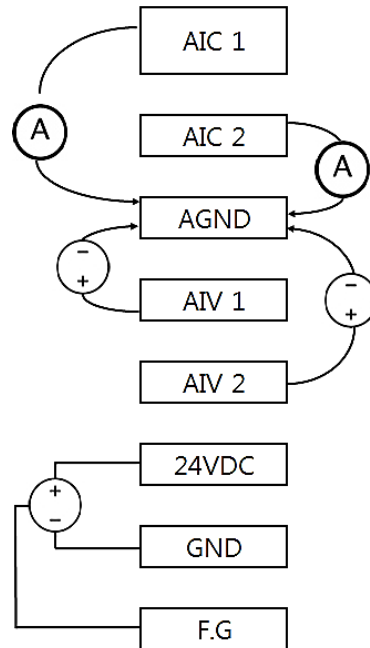 AIC 1
A
AIC 2
A
AGND
−
+
AIV 1
−
+
AIV 2
24VDC
+
−
GND
F.G